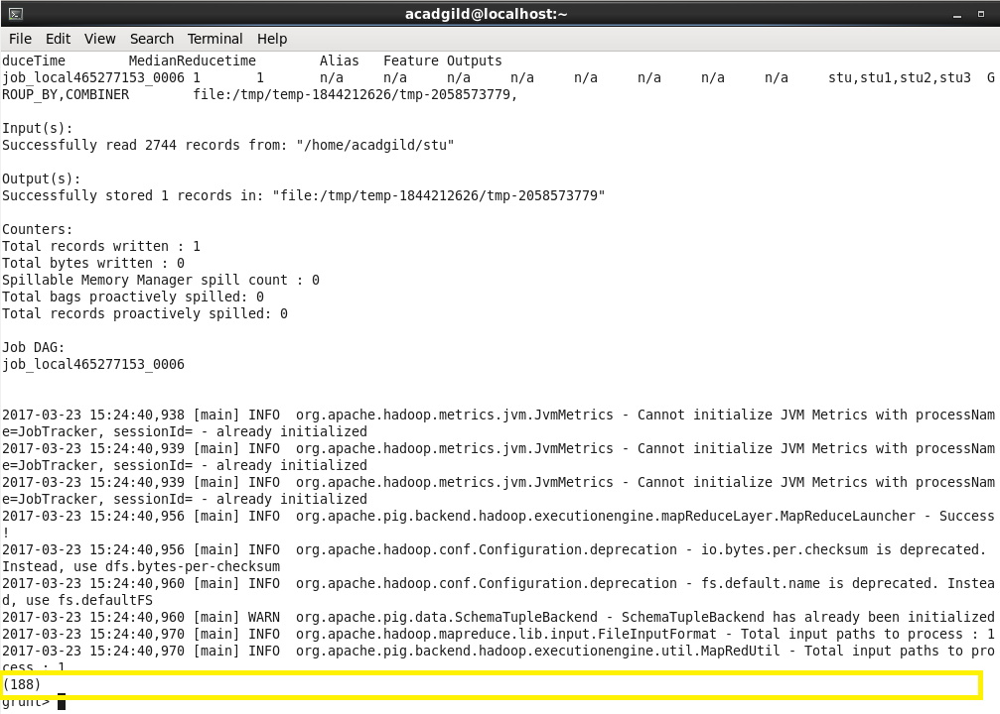 acadgild@localhost:~
File Edit View Search Terminal Help
duceTime MedianReducetime Alias Feature Outputs
job_local465277153_0006 1 1 n/a n/a n/a n/a n/a n/a n/a n/a stu,stu1,stu2,stu3 G
ROUP_BY,COMBINER file:/tmp/temp-1844212626/tmp-2058573779,
Input(s):
Successfully read 2744 records from: "/home/acadgild/stu"
Output(s):
Successfully stored 1 records in: "file:/tmp/temp-1844212626/tmp-2058573779"
Counters:
Total records written : 1
Total bytes written : 0
Spillable Memory Manager spill count : 0
Total bags proactively spilled: 0
Total records proactively spilled: 0
Job DAG:
job_local465277153_0006
2017-03-23 15:24:40,938 [main] INFO org.apache.hadoop.metrics.jvm.JvmMetrics - Cannot initialize JVM Metrics with processNam
e=JobTracker, sessionId= - already initialized
2017-03-23 15:24:40,939 [main] INFO org.apache.hadoop.metrics.jvm.JvmMetrics - Cannot initialize JVM Metrics with processNam
e=JobTracker, sessionId= - already initialized
2017-03-23 15:24:40,939 [main] INFO org.apache.hadoop.metrics.jvm.JvmMetrics - Cannot initialize JVM Metrics with processNam
e=JobTracker, sessionId= - already initialized
2017-03-23 15:24:40,956 [main] INFO org.apache.pig.backend.hadoop.executionengine.mapReduceLayer.MapReduceLauncher - Success
!
2017-03-23 15:24:40,956 [main] INFO org.apache.hadoop.conf.Configuration.deprecation - io.bytes.per.checksum is deprecated.
Instead, use dfs.bytes-per-checksum
2017-03-23 15:24:40,960 [main] INFO org.apache.hadoop.conf.Configuration.deprecation - fs.default.name is deprecated. Instea
d, use fs.defaultFS
2017-03-23 15:24:40,960 [main] WARN org.apache.pig.data.SchemaTupleBackend - SchemaTupleBackend has already been initialized
2017-03-23 15:24:40,970 [main] INFO org.apache.hadoop.mapreduce.lib.input.FileInputFormat - Total input paths to process : 1
2017-03-23 15:24:40,970 [main] INFO org.apache.pig.backend.hadoop.executionengine.util.MapRedUtil - Total input paths to pro
cess : 1
(188)
grunt>